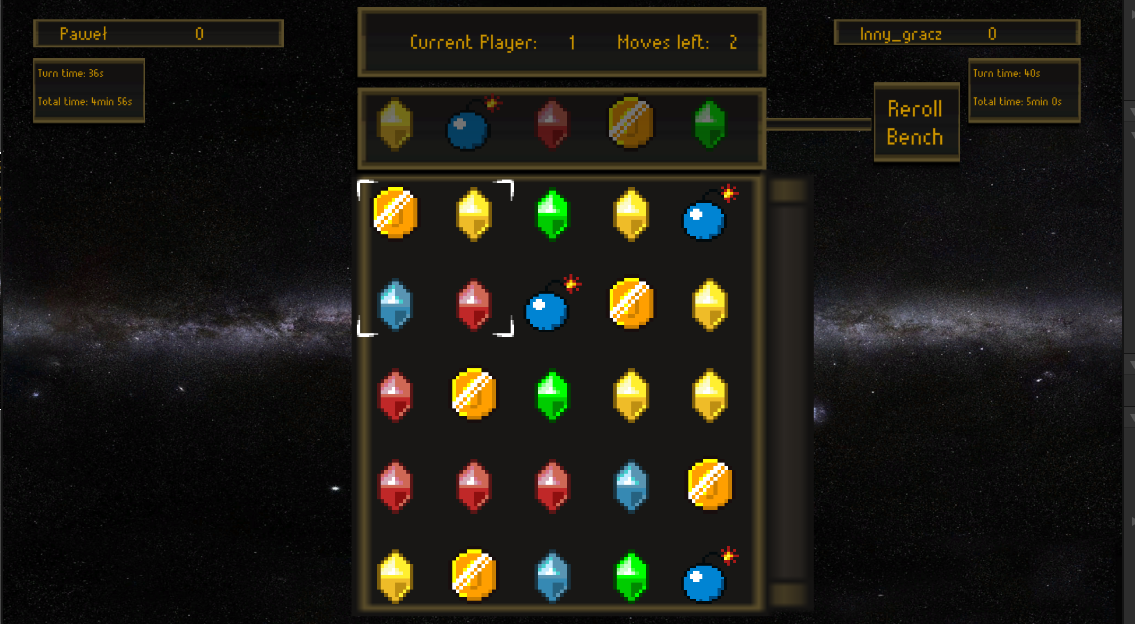 Paweł 0
Current Player: 1 Moves left: 2
Inny_gracz 0
Turn time: 36s
Total time: 4min 56s
Turn time: 40s
Total time: 5min 0s
Reroll
Bench